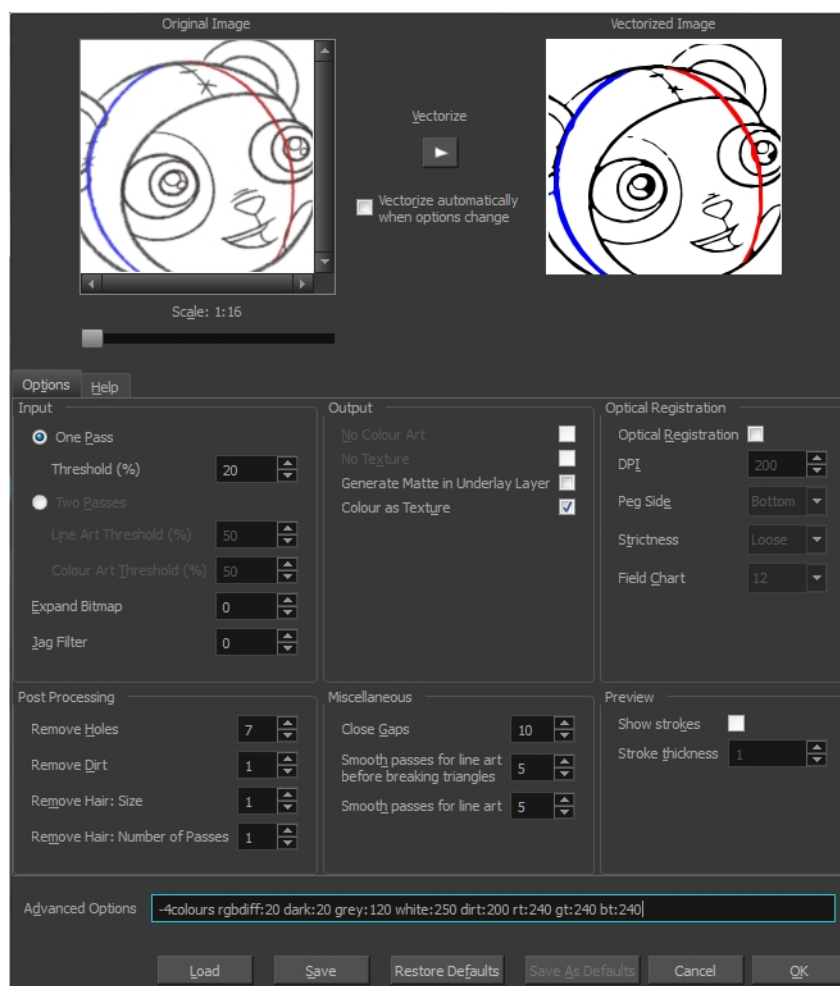 Original Image
Vectorized Image
Vectorize
Vectorize automatically
when options change
Scale: 1:16
Options
Help
Input
One Pass
Threshold (%)
20
Two Passes
Line Art Threshold (%)
50
Colour Art Threshold (%)
50
Expand Bitmap
0
Jag Filter
0
Output
No Colour Art
No Texture
Generate Matte in Underlay Layer
Colour as Texture
Optical Registration
Optical Registration
DPI
200
Peg Side
Bottom
Strictness
Loose
Field Chart
12
Post Processing
Remove Holes
7
Remove Dirt
1
Remove Hair: Size
1
Remove Hair: Number of Passes
1
Miscellaneous
Close Gaps
10
Smooth passes for line art
before breaking triangles
5
Smooth passes for line art
5
Preview
Show strokes
Stroke thickness
1
Advanced Options
-4colours rgbdiff:20 dark:20 grey:120 white:250 dirt:200 rt:240 gt:240 bt:240
Load
Save
Restore Defaults
Save As Defaults
Cancel
OK